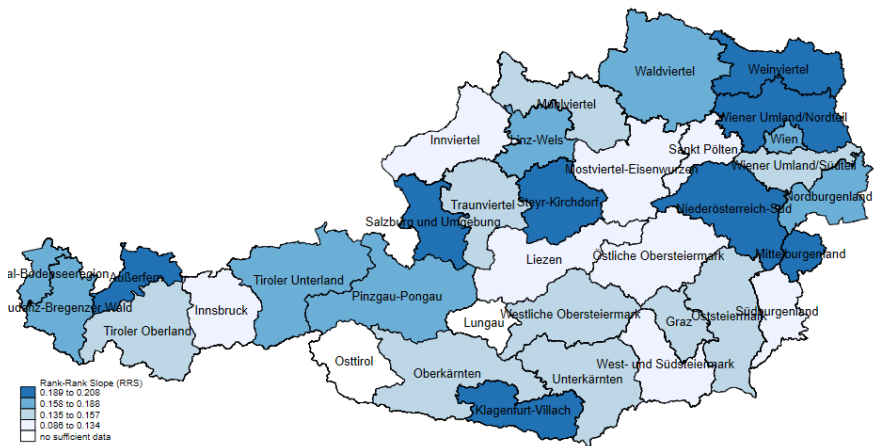 Waldviertel
Weinviertel
Mühlviertel
Wiener Umland/Nordteil
Innviertel
Linz-Wels
Wien
Sankt Pölten
Mostviertel-Eisenwurzen
Wiener Umland/Südteil
Traunviertel
Steyr-Kirchdorf
Nordburgenland
Niederösterreich-Süd
Salzburg und Umgebung
Mittelburgenland
Liezen
Östliche Obersteiermark
al-Bodenseeregion
Außerfern
Tiroler Unterland
Pinzgau-Pongau
udenz-Bregenzer Wald
Innsbruck
Lungau
Westliche Obersteiermark
Graz
Oststeiermark
Südburgenland
Tiroler Oberland
Osttirol
Oberkärnten
Unterkärnten
West- und Südsteiermark
Klagenfurt-Villach
Rank-Rank Slope (RRS)
0.189 to 0.208
0.158 to 0.188
0.135 to 0.157
0.086 to 0.134
no sufficient data